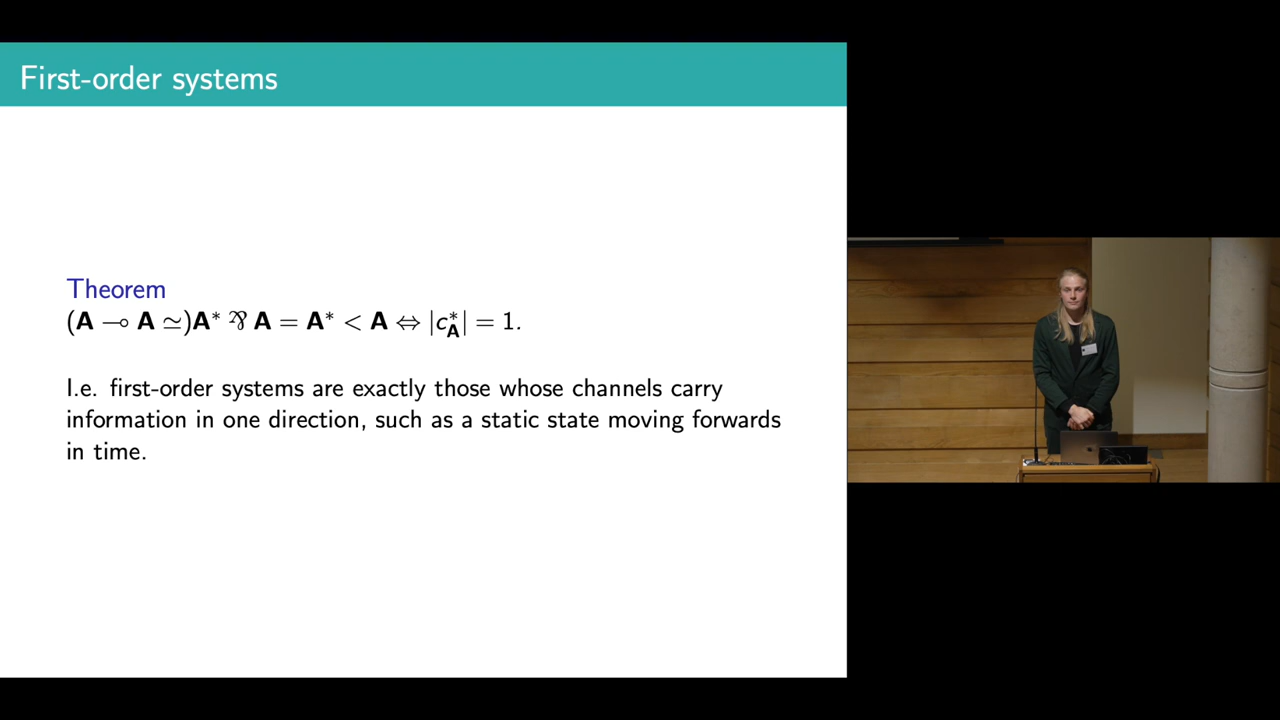 First-order systems
Theorem
(A ⊸ A ≃)A* ⅋ A = A* < A ⇔ |c*_A| = 1.
I.e. first-order systems are exactly those whose channels carry
information in one direction, such as a static state moving forwards
in time.